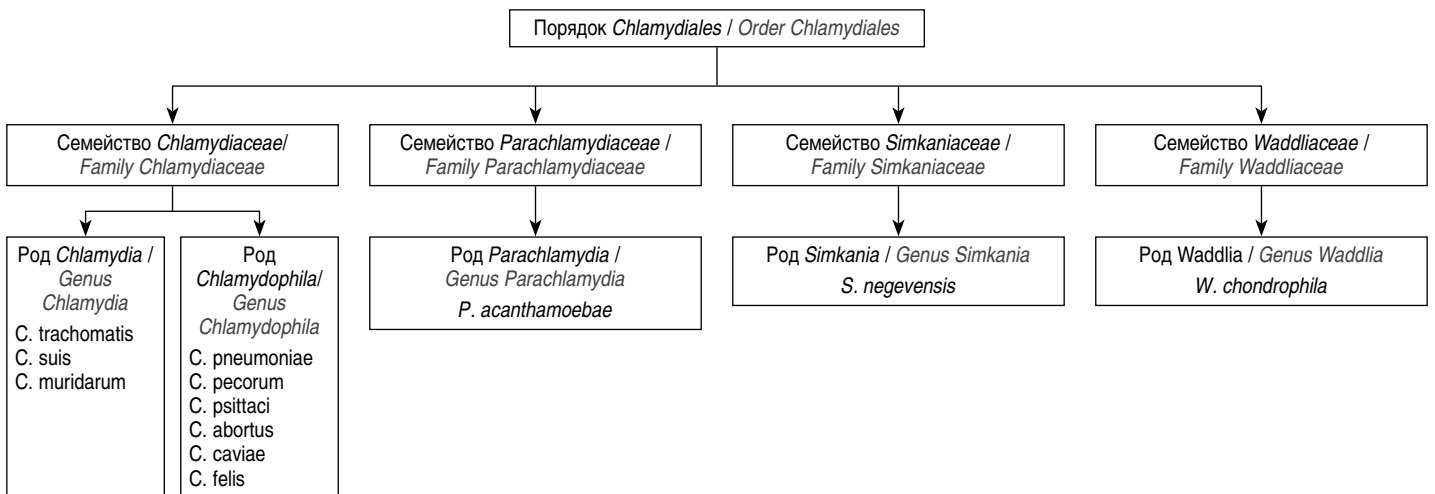 Порядок Chlamydiales / Order Chlamydiales
Семейство Chlamydiaceae/
Family Chlamydiaceae
Семейство Parachlamydiaceae /
Family Parachlamydiaceae
Семейство Simkaniaceae /
Family Simkaniaceae
Семейство Waddliaceae /
Family Waddliaceae
Род Chlamydia /
Genus
Chlamydia
C. trachomatis
C. suis
C. muridarum
Род
Chlamydophila/
Genus
Chlamydophila
C. pneumoniae
C. pecorum
C. psittaci
C. abortus
C. caviae
C. felis
Род Parachlamydia /
Genus Parachlamydia
P. acanthamoebae
Род Simkania / Genus Simkania
S. negevensis
Род Waddlia / Genus Waddlia
W. chondrophila